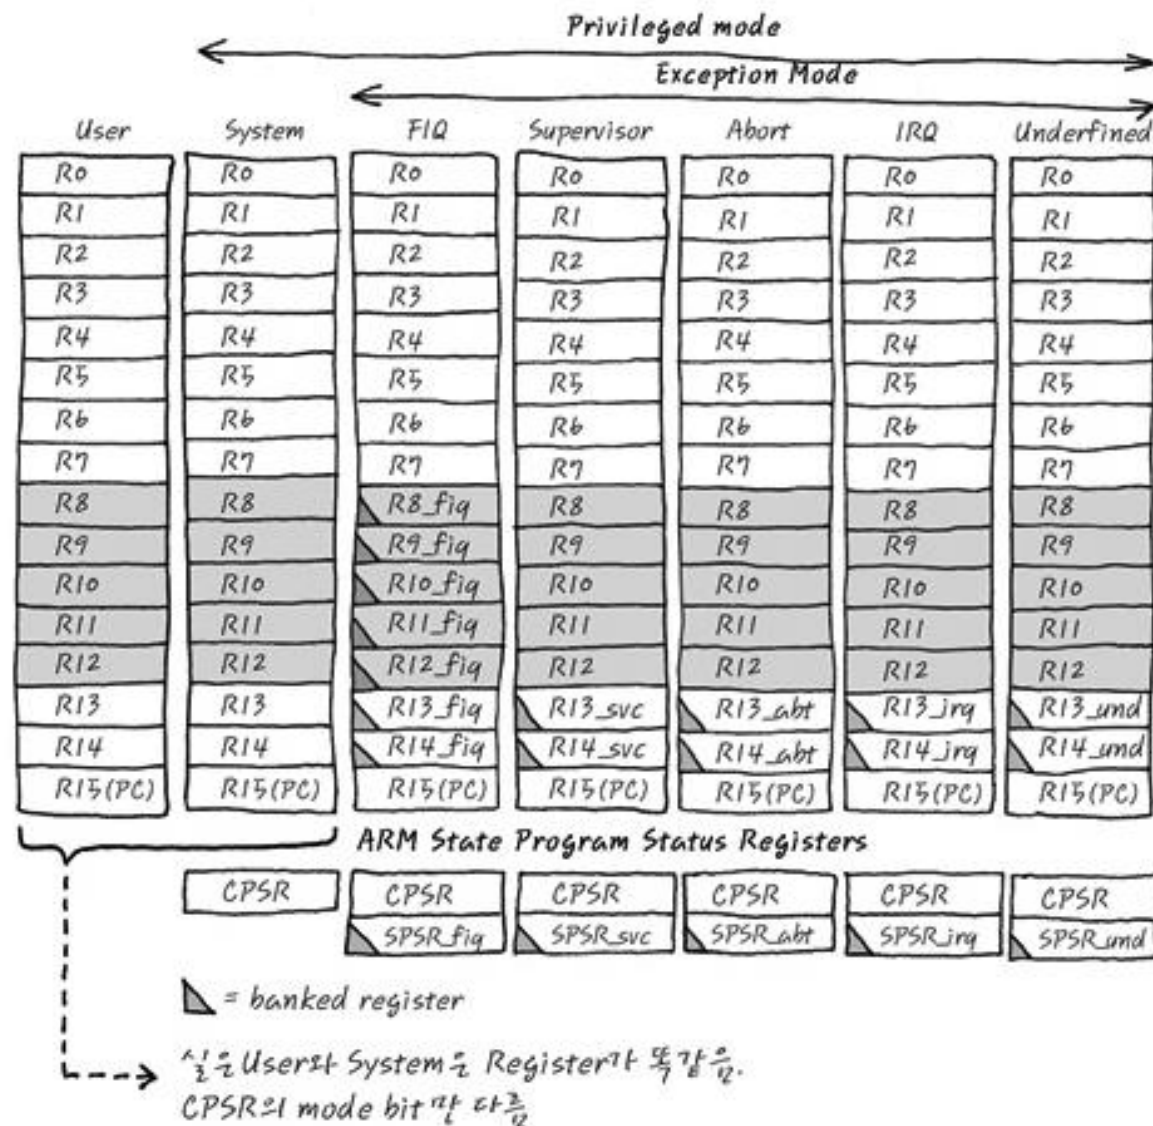 Privileged mode
Exception Mode
User System FIQ Supervisor Abort IRQ Underfined
R0 R0 R0 R0 R0 R0 R0
R1 R1 R1 R1 R1 R1 R1
R2 R2 R2 R2 R2 R2 R2
R3 R3 R3 R3 R3 R3 R3
R4 R4 R4 R4 R4 R4 R4
R5 R5 R5 R5 R5 R5 R5
R6 R6 R6 R6 R6 R6 R6
R7 R7 R7 R7 R7 R7 R7
R8 R8 R8_fiq R8 R8 R8 R8
R9 R9 R9_fiq R9 R9 R9 R9
R10 R10 R10_fiq R10 R10 R10 R10
R11 R11 R11_fiq R11 R11 R11 R11
R12 R12 R12_fiq R12 R12 R12 R12
R13 R13 R13_fiq R13_svc R13_abt R13_irq R13_und
R14 R14 R14_fiq R14_svc R14_abt R14_irq R14_und
R15(PC) R15(PC) R15(PC) R15(PC) R15(PC) R15(PC) R15(PC)
ARM State Program Status Registers
CPSR CPSR CPSR CPSR CPSR CPSR
SPSR_fiq SPSR_svc SPSR_abt SPSR_irq SPSR_und
= banked register
실은 User와 System은 Register가 똑같음.
CPSR의 mode bit만 다름